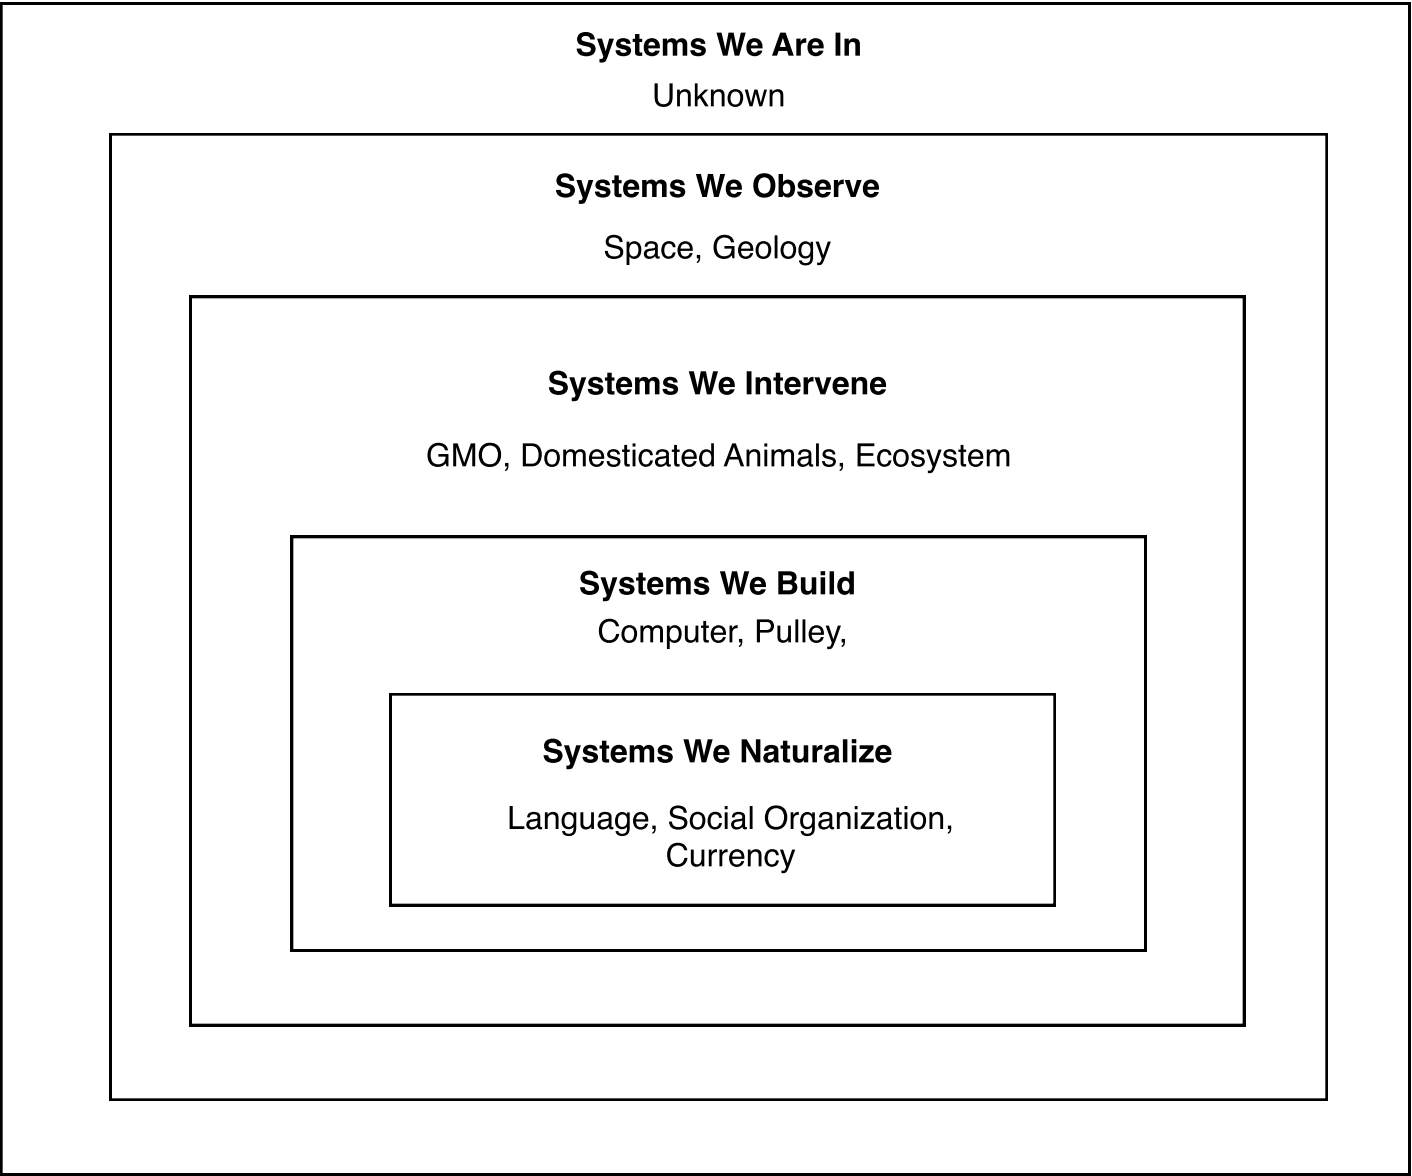 Systems We Are In
Unknown
Systems We Observe
Space, Geology
Systems We Intervene
GMO, Domesticated Animals, Ecosystem
Systems We Build
Computer, Pulley,
Systems We Naturalize
Language, Social Organization,
Currency